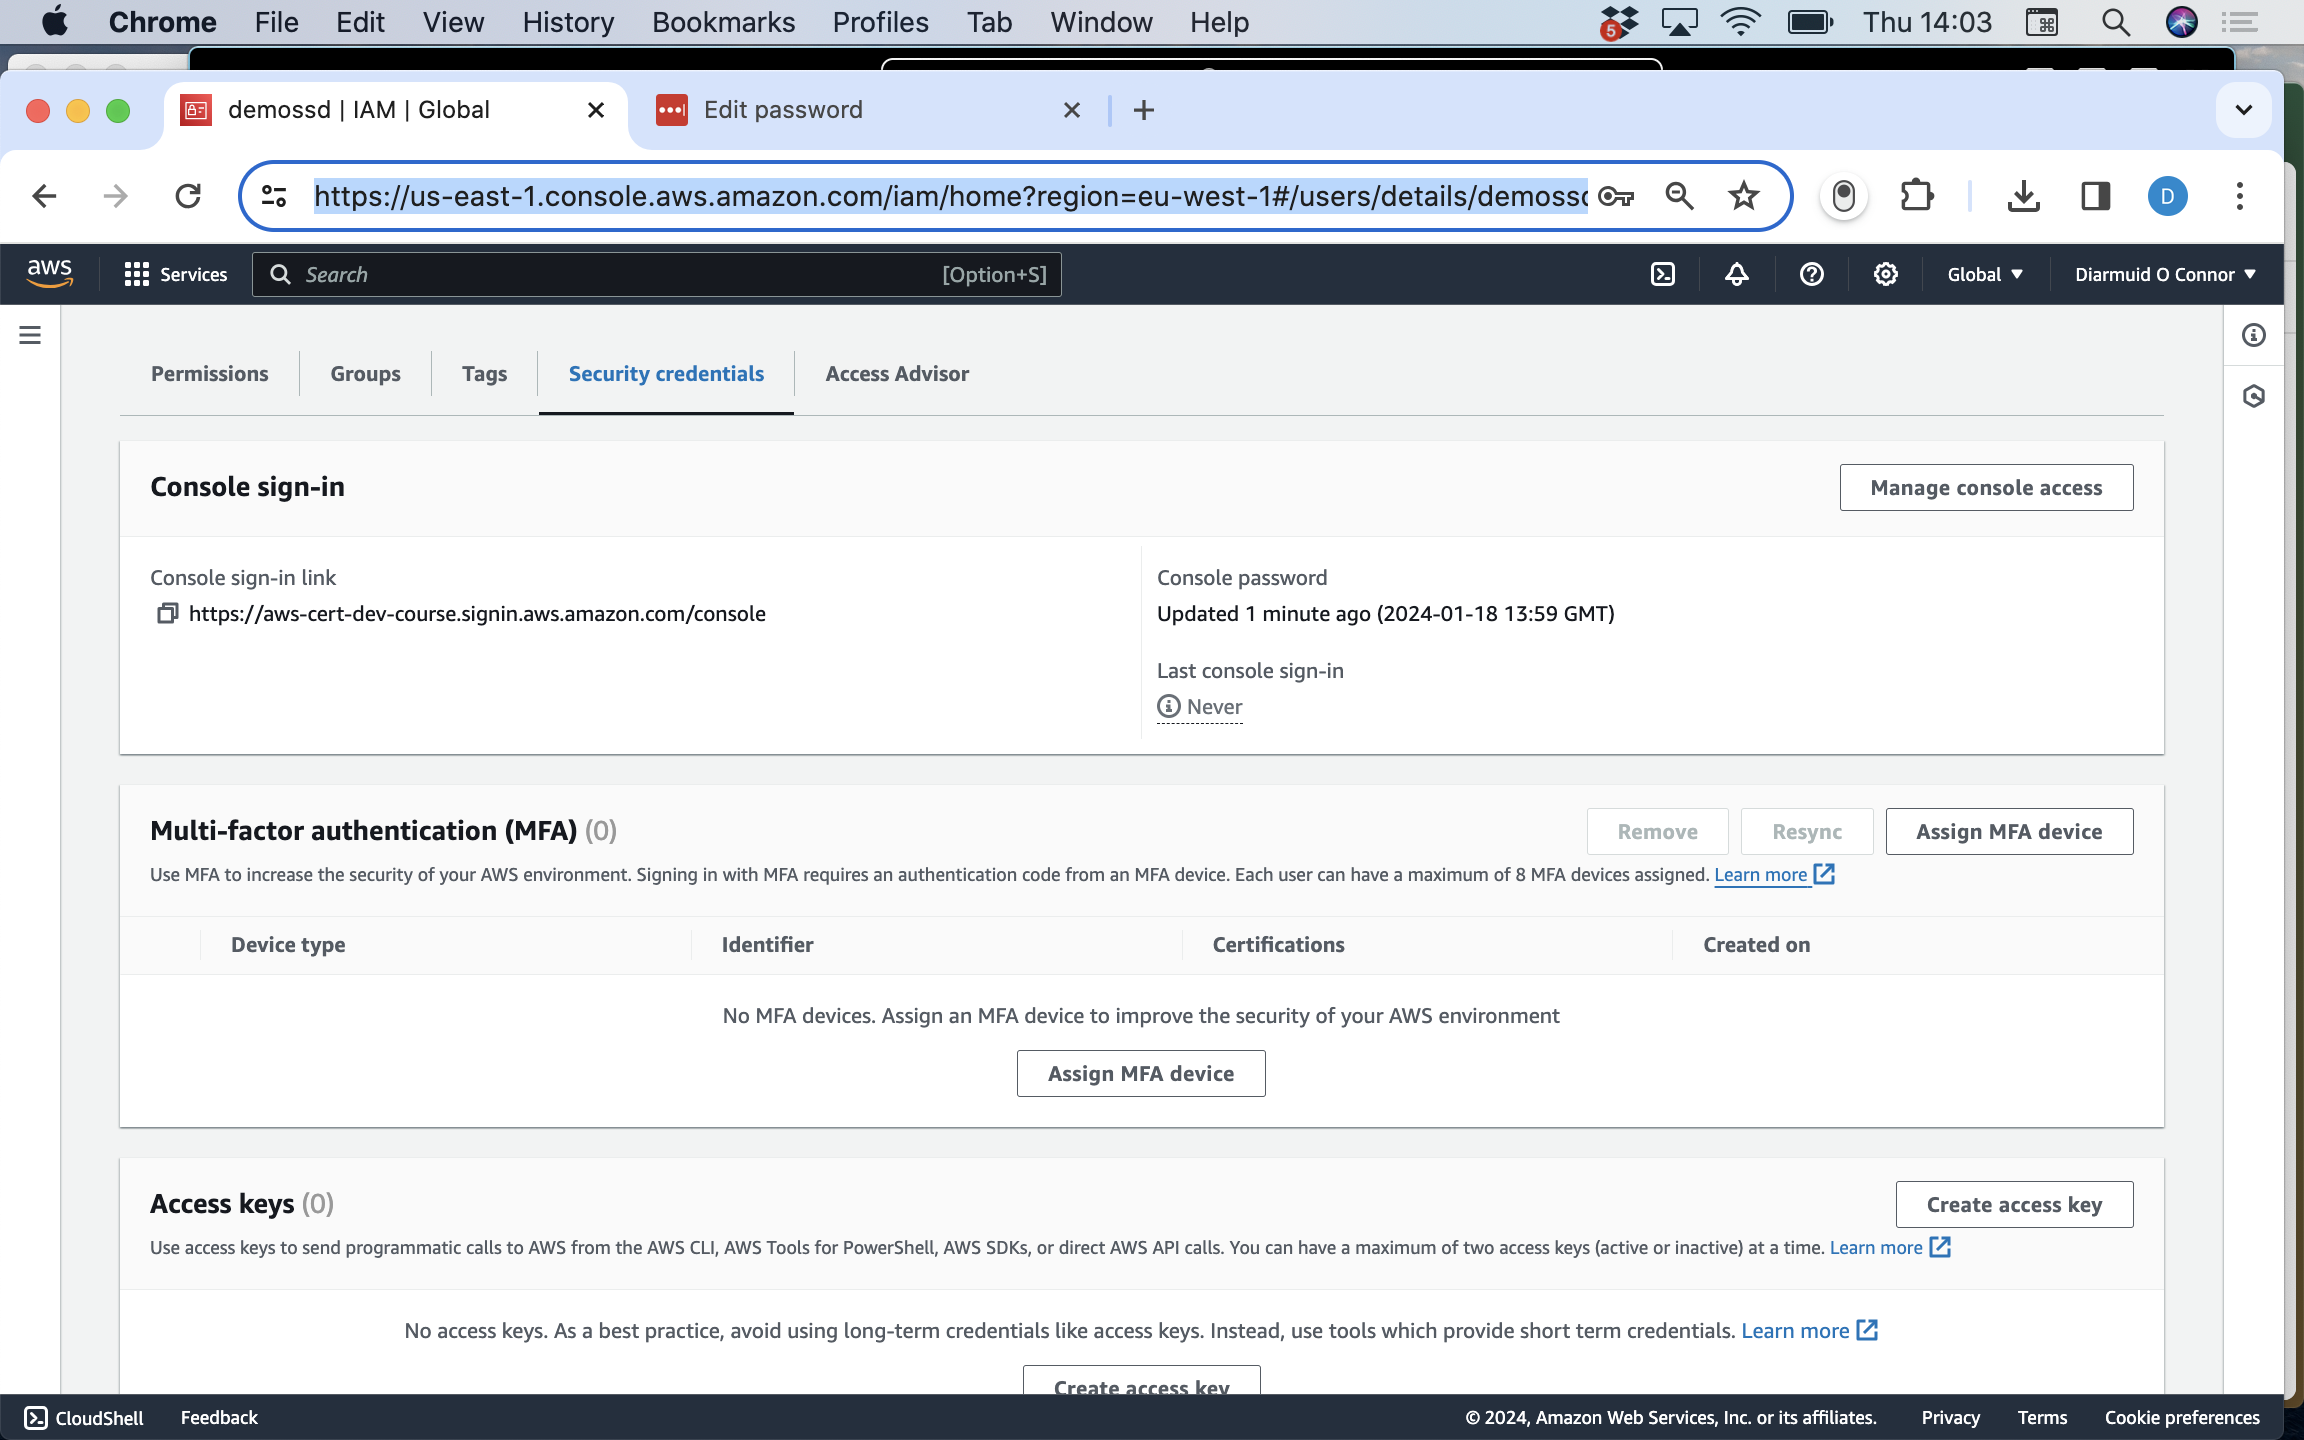 Chrome File Edit View History Bookmarks Profiles Tab Window Help 5 Thu 14:03
demossd | IAM | Global Edit password
https://us-east-1.console.aws.amazon.com/iam/home?region=eu-west-1#/users/details/demossd D
aws Services Search [Option+S] Global Diarmuid O Connor
Permissions Groups Tags Security credentials Access Advisor
Console sign-in Manage console access
Console sign-in link Console password
https://aws-cert-dev-course.signin.aws.amazon.com/console Updated 1 minute ago (2024-01-18 13:59 GMT)
Last console sign-in
Never
Multi-factor authentication (MFA) (0) Remove Resync Assign MFA device
Use MFA to increase the security of your AWS environment. Signing in with MFA requires an authentication code from an MFA device. Each user can have a maximum of 8 MFA devices assigned. Learn more
Device type Identifier Certifications Created on
No MFA devices. Assign an MFA device to improve the security of your AWS environment
Assign MFA device
Access keys (0) Create access key
Use access keys to send programmatic calls to AWS from the AWS CLI, AWS Tools for PowerShell, AWS SDKs, or direct AWS API calls. You can have a maximum of two access keys (active or inactive) at a time. Learn more
No access keys. As a best practice, avoid using long-term credentials like access keys. Instead, use tools which provide short term credentials. Learn more
Create access key
CloudShell Feedback © 2024, Amazon Web Services, Inc. or its affiliates. Privacy Terms Cookie preferences